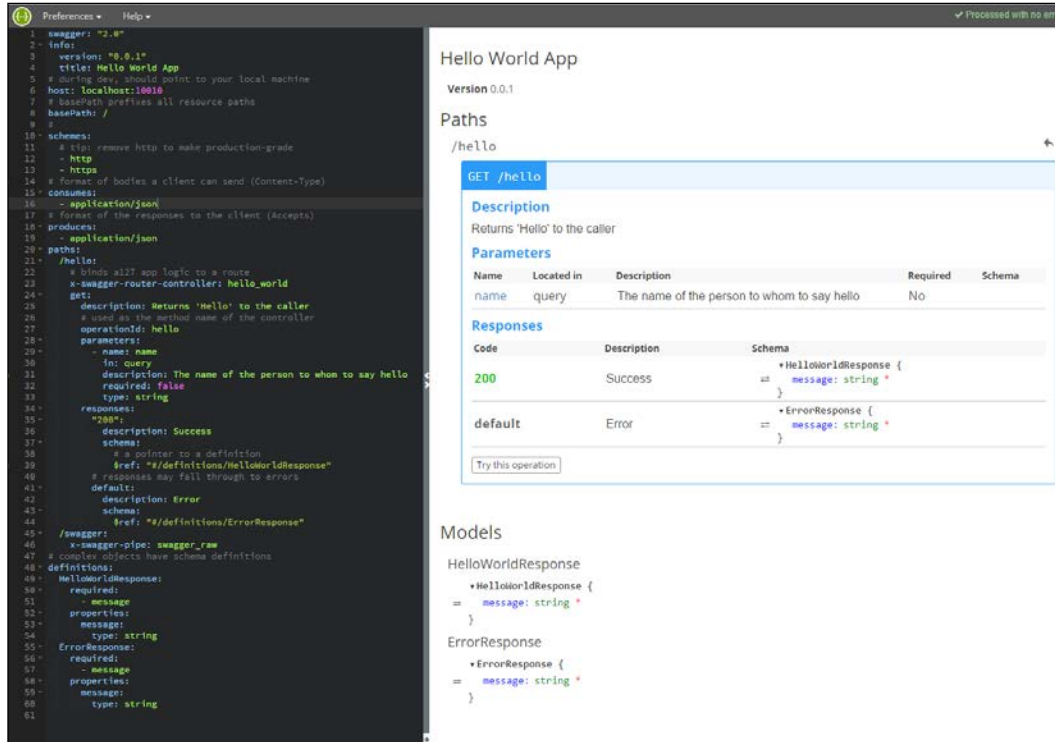 Preferences Help
✔ Processed with no err
1 swagger: "2.0"
2 info:
3 version: "0.0.1"
4 title: Hello World App
5 # during dev, should point to your local machine
6 host: localhost:10010
7 # basePath prefixes all resource paths
8 basePath: /
9 #
10 schemes:
11 # tip: remove http to make production-grade
12 - http
13 - https
14 # format of bodies a client can send (Content-Type)
15 consumes:
16 - application/json
17 # format of the responses to the client (Accepts)
18 produces:
19 - application/json
20 paths:
21 /hello:
22 # binds a127 app logic to a route
23 x-swagger-router-controller: hello_world
24 get:
25 description: Returns 'Hello' to the caller
26 # used as the method name of the controller
27 operationId: hello
28 parameters:
29 - name: name
30 in: query
31 description: The name of the person to whom to say hello
32 required: false
33 type: string
34 responses:
35 "200":
36 description: Success
37 schema:
38 # a pointer to a definition
39 $ref: "#/definitions/HelloWorldResponse"
40 # responses may fall through to errors
41 default:
42 description: Error
43 schema:
44 $ref: "#/definitions/ErrorResponse"
45 /swagger:
46 x-swagger-pipe: swagger_raw
47 # complex objects have schema definitions
48 definitions:
49 HelloWorldResponse:
50 required:
51 - message
52 properties:
53 message:
54 type: string
55 ErrorResponse:
56 required:
57 - message
58 properties:
59 message:
60 type: string
61
Hello World App
Version 0.0.1
Paths
/hello
GET /hello
Description
Returns 'Hello' to the caller
Parameters
Name Located in Description Required Schema
name query The name of the person to whom to say hello No
Responses
Code Description Schema
200 Success ▾HelloWorldResponse {
message: string *
}
default Error ▾ErrorResponse {
message: string *
}
Try this operation
Models
HelloWorldResponse
▾HelloWorldResponse {
message: string *
}
ErrorResponse
▾ErrorResponse {
message: string *
}